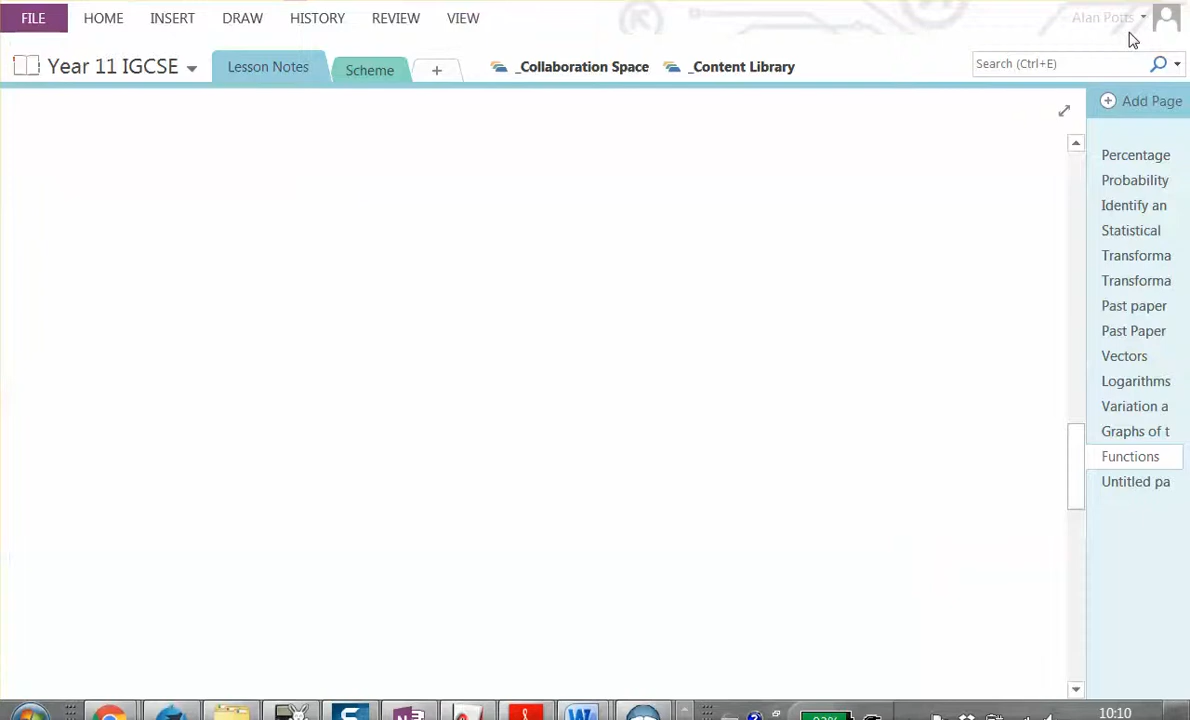 FILE HOME INSERT DRAW HISTORY REVIEW VIEW Alan Potts
Year 11 IGCSE Lesson Notes Scheme + _Collaboration Space _Content Library Search (Ctrl+E)
Add Page
Percentage
Probability
Identify an
Statistical
Transforma
Transforma
Past paper
Past Paper
Vectors
Logarithms
Variation a
Graphs of t
Functions
Untitled pa
10:10